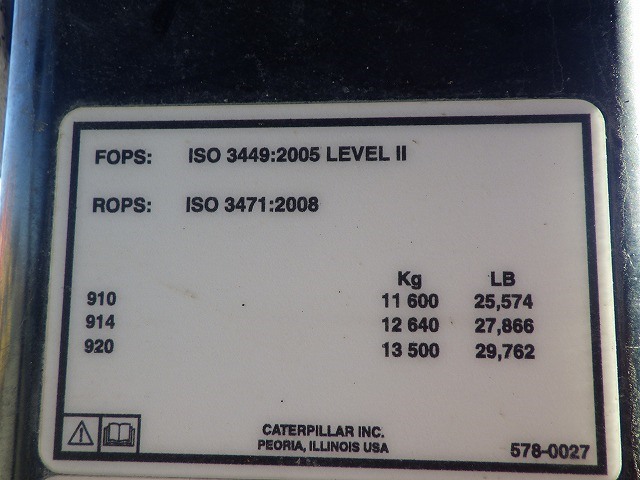 FOPS: ISO 3449:2005 LEVEL II
ROPS: ISO 3471:2008
Kg LB
910 11 600 25,574
914 12 640 27,866
920 13 500 29,762
CATERPILLAR INC.
PEORIA, ILLINOIS USA
578-0027